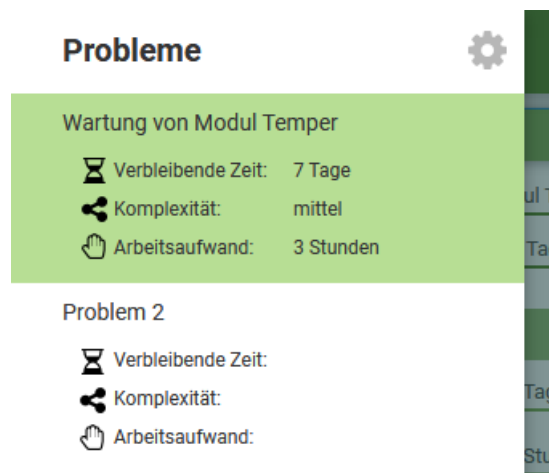 Probleme
Wartung von Modul Temper
Verbleibende Zeit: 7 Tage
Komplexität: mittel
Arbeitsaufwand: 3 Stunden
Problem 2
Verbleibende Zeit:
Komplexität:
Arbeitsaufwand: